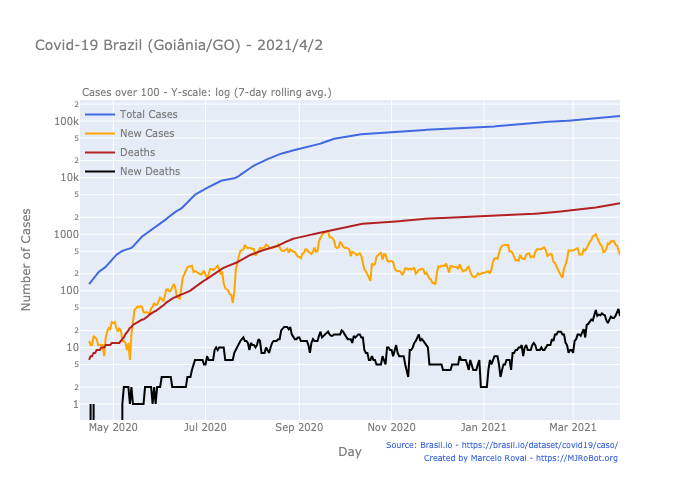 Covid-19 Brazil (Goiânia/GO) - 2021/4/2
Cases over 100 - Y-scale: log (7-day rolling avg.)
Total Cases
New Cases
Deaths
New Deaths
Number of Cases
2
100k
5
2
10k
5
2
1000
5
2
100
5
2
10
5
2
1
May 2020
Jul 2020
Sep 2020
Nov 2020
Jan 2021
Mar 2021
Day
Source: Brasil.io - https://brasil.io/dataset/covid19/caso/
Created by Marcelo Rovai - https://MJRoBot.org